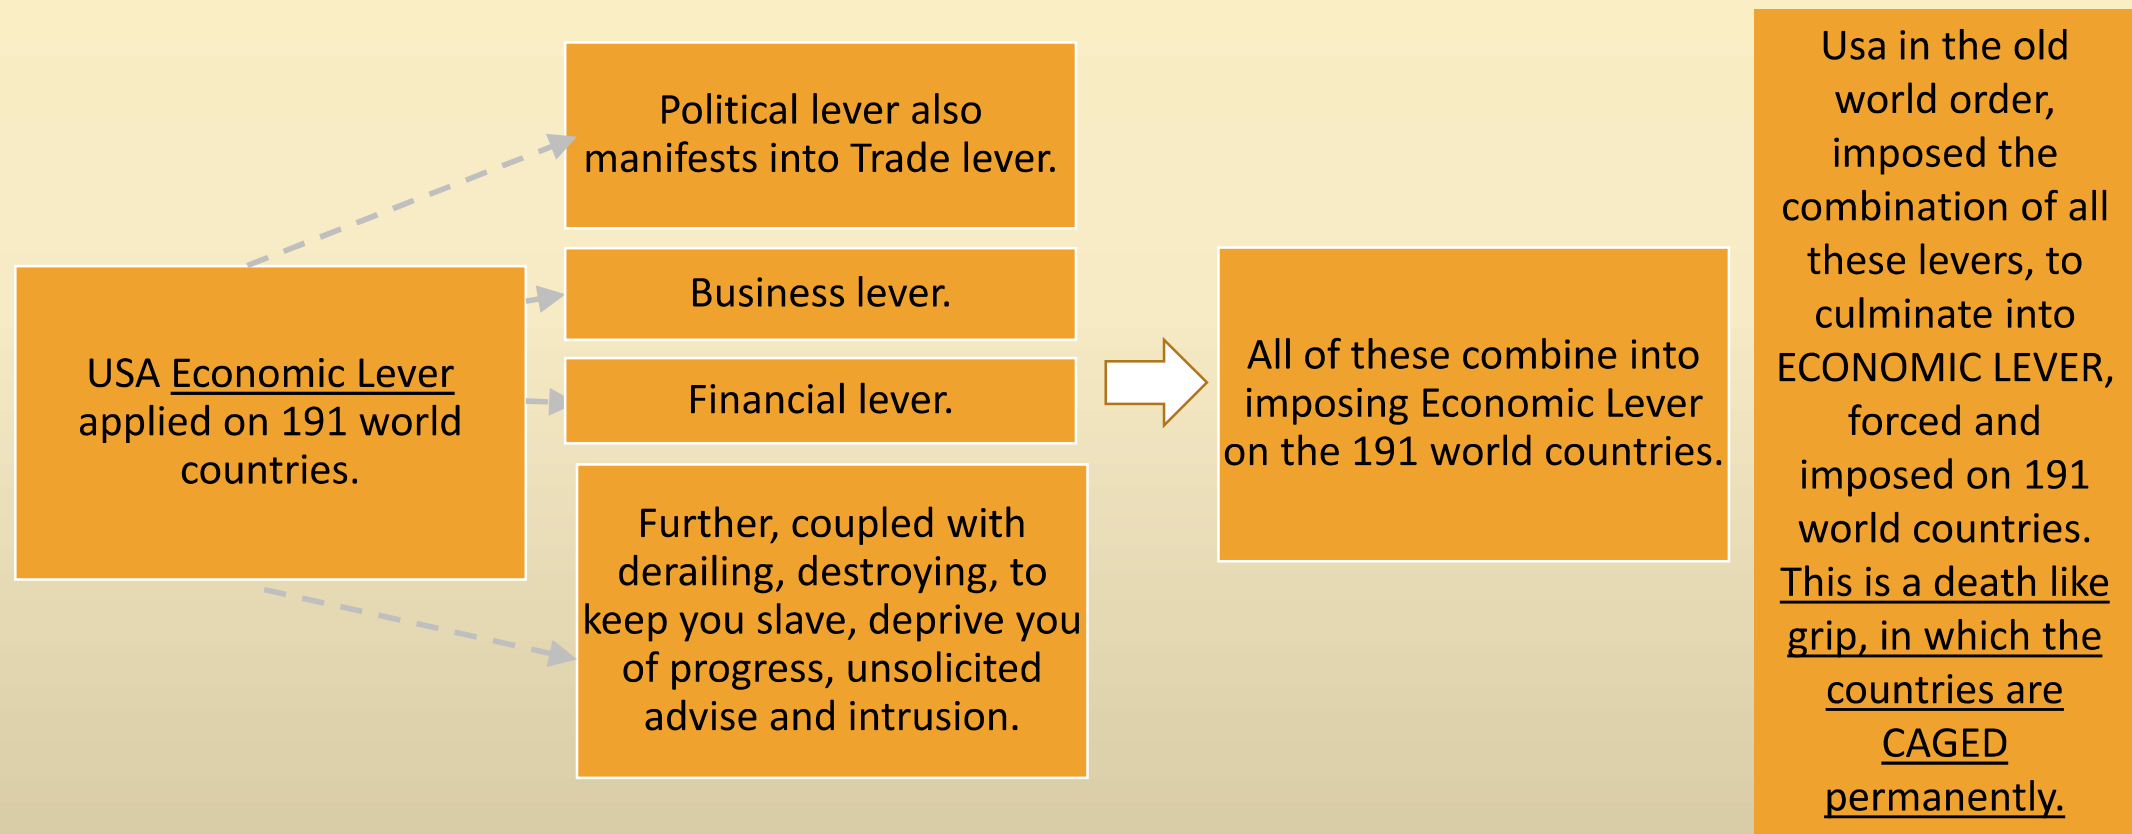 USA Economic Lever
applied on 191 world
countries.
Political lever also
manifests into Trade lever.
Business lever.
Financial lever.
Further, coupled with
derailing, destroying, to
keep you slave, deprive you
of progress, unsolicited
advise and intrusion.
All of these combine into
imposing Economic Lever
on the 191 world countries.
Usa in the old
world order,
imposed the
combination of all
these levers, to
culminate into
ECONOMIC LEVER,
forced and
imposed on 191
world countries.
This is a death like
grip, in which the
countries are
CAGED
permanently.